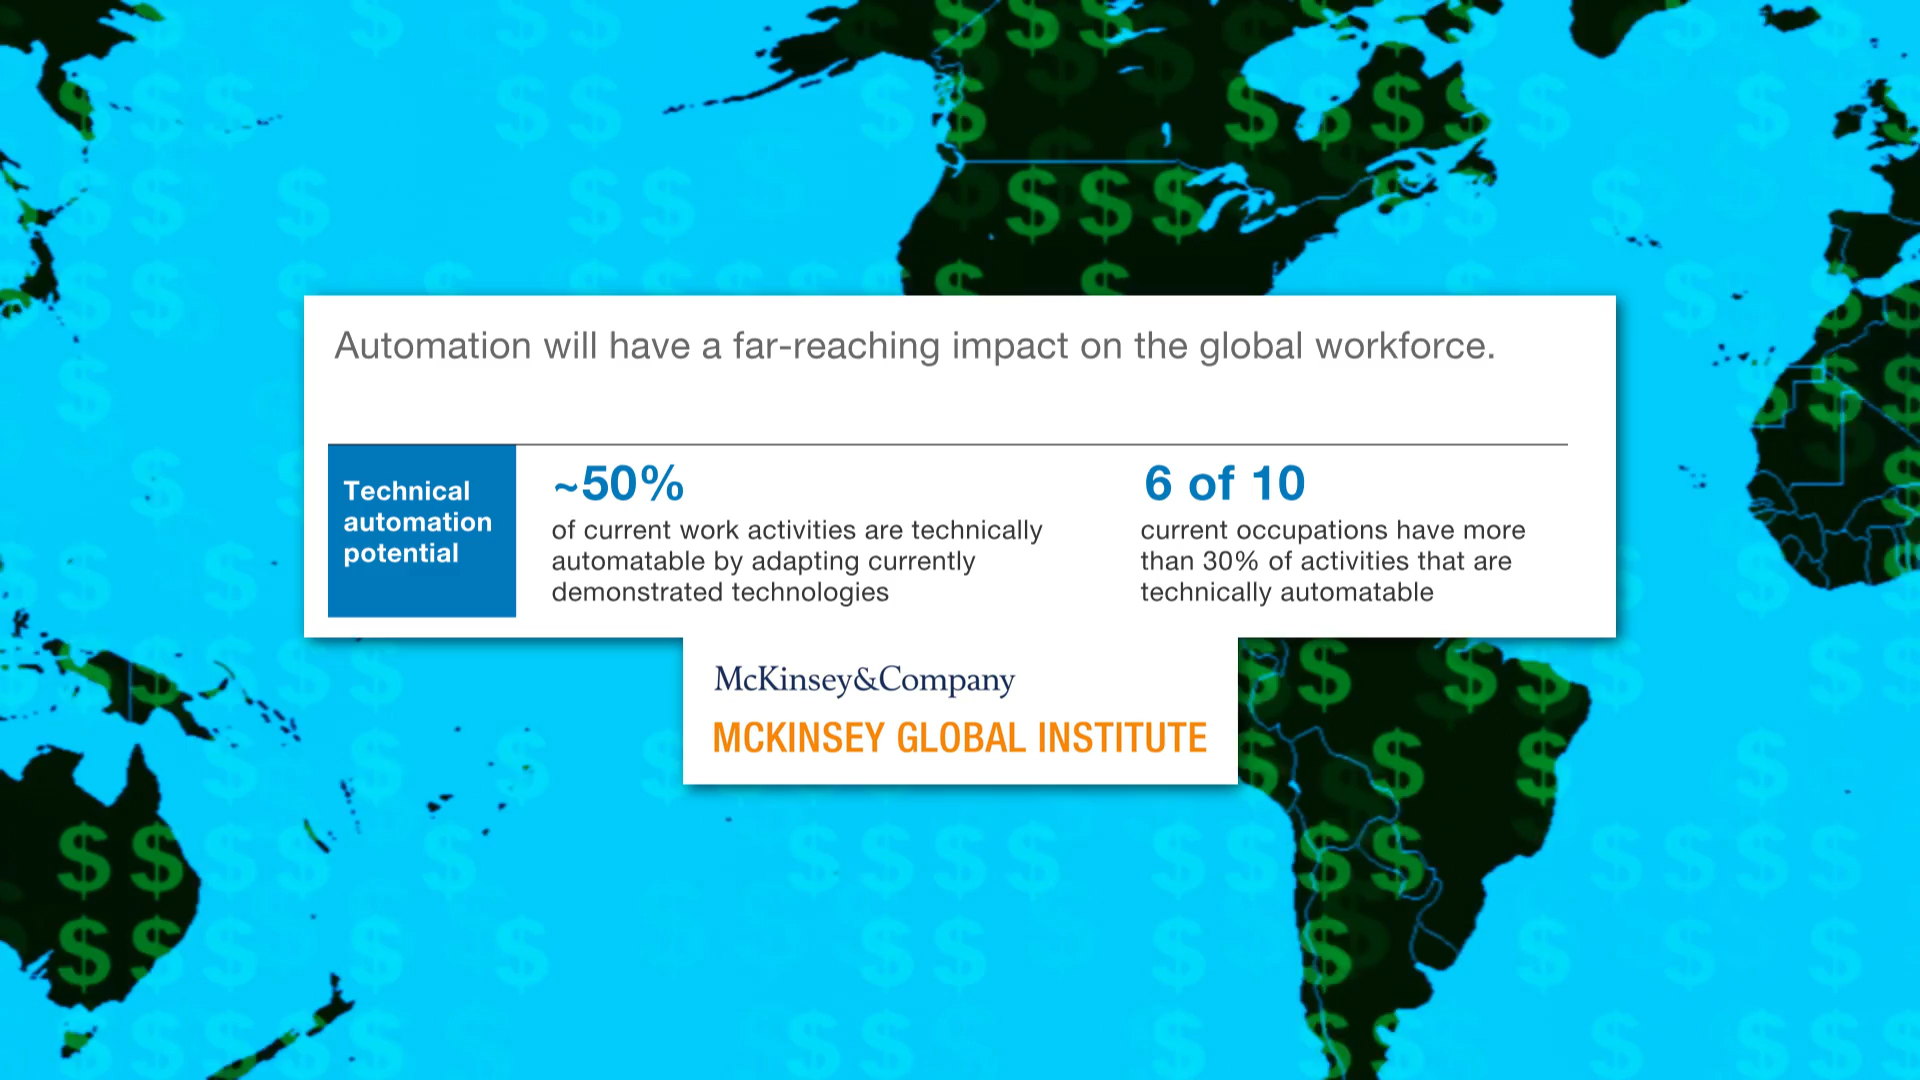 Automation will have a far-reaching impact on the global workforce.
Technical
automation
potential
~50%
of current work activities are technically
automatable by adapting currently
demonstrated technologies
6 of 10
current occupations have more
than 30% of activities that are
technically automatable
McKinsey&Company
MCKINSEY GLOBAL INSTITUTE